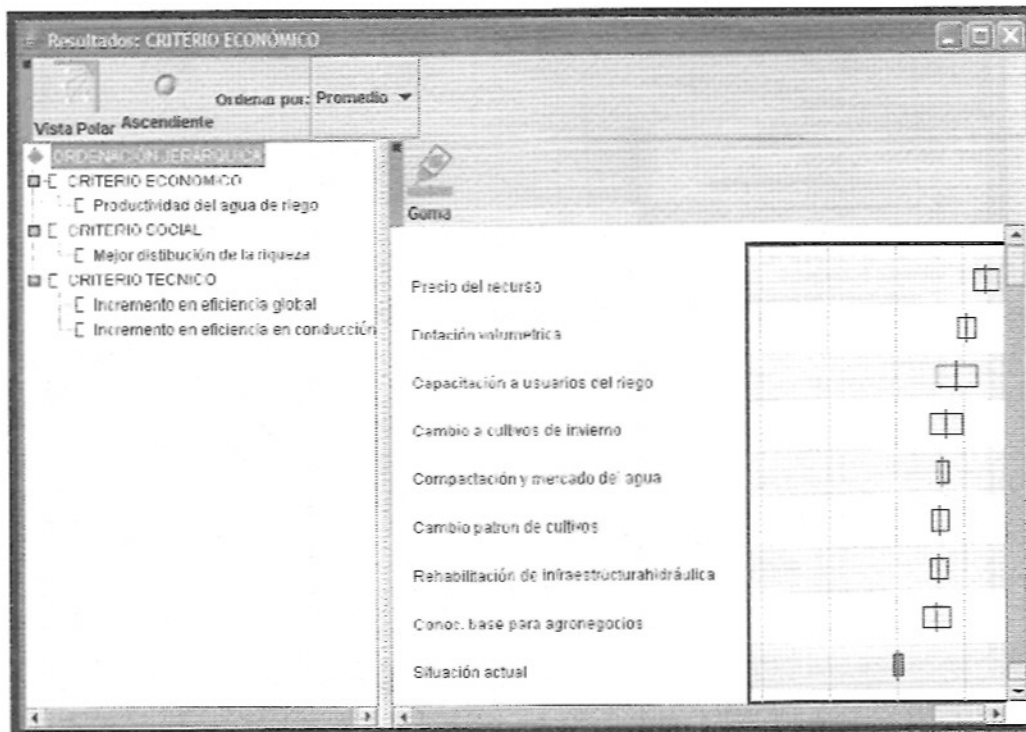 Resultados: CRITERIO ECONÓMICO
Vista Polar
Ascendiente
Ordenar por: Promedio
ORDENACIÓN JERÁRQUICA
CRITERIO ECONOMICO
Productividad del agua de riego
CRITERIO SOCIAL
Mejor distibución de la riqueza
CRITERIO TECNICO
Incremento en eficiencia global
Incremento en eficiencia en conducción
Goma
Precio del recurso
Dotación volumetrica
Capacitación a usuarios del riego
Cambio a cultivos de invierno
Compactación y mercado del agua
Cambio patron de cultivos
Rehabilitación de infraestructurahidráulica
Conoc. base para agronegocios
Situación actual